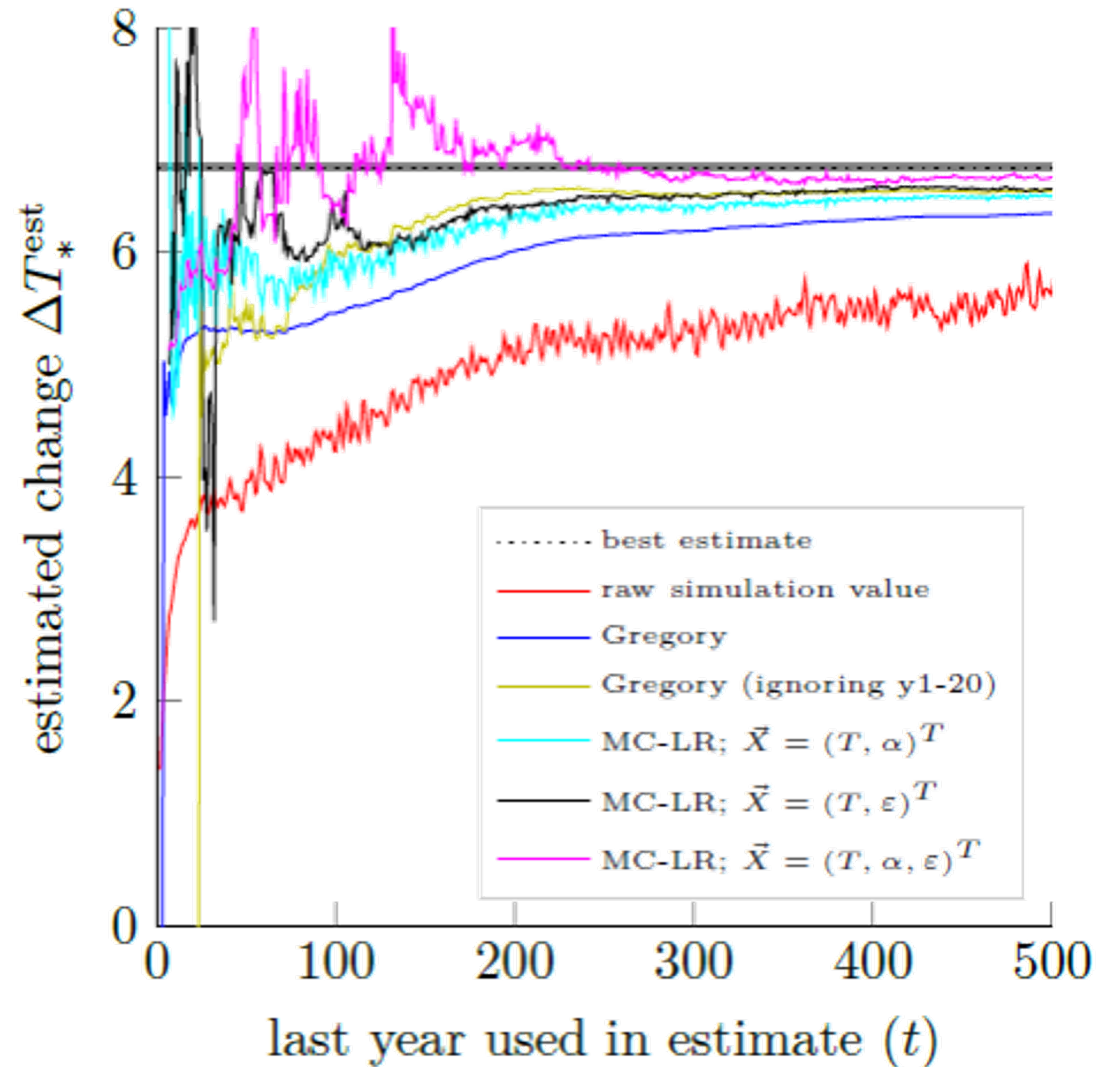 8
6
4
2
0
0 100 200 300 400 500
estimated change ΔT∗^est
last year used in estimate (t)
best estimate
raw simulation value
Gregory
Gregory (ignoring y1-20)
MC-LR; X⃗ = (T, α)^T
MC-LR; X⃗ = (T, ε)^T
MC-LR; X⃗ = (T, α, ε)^T